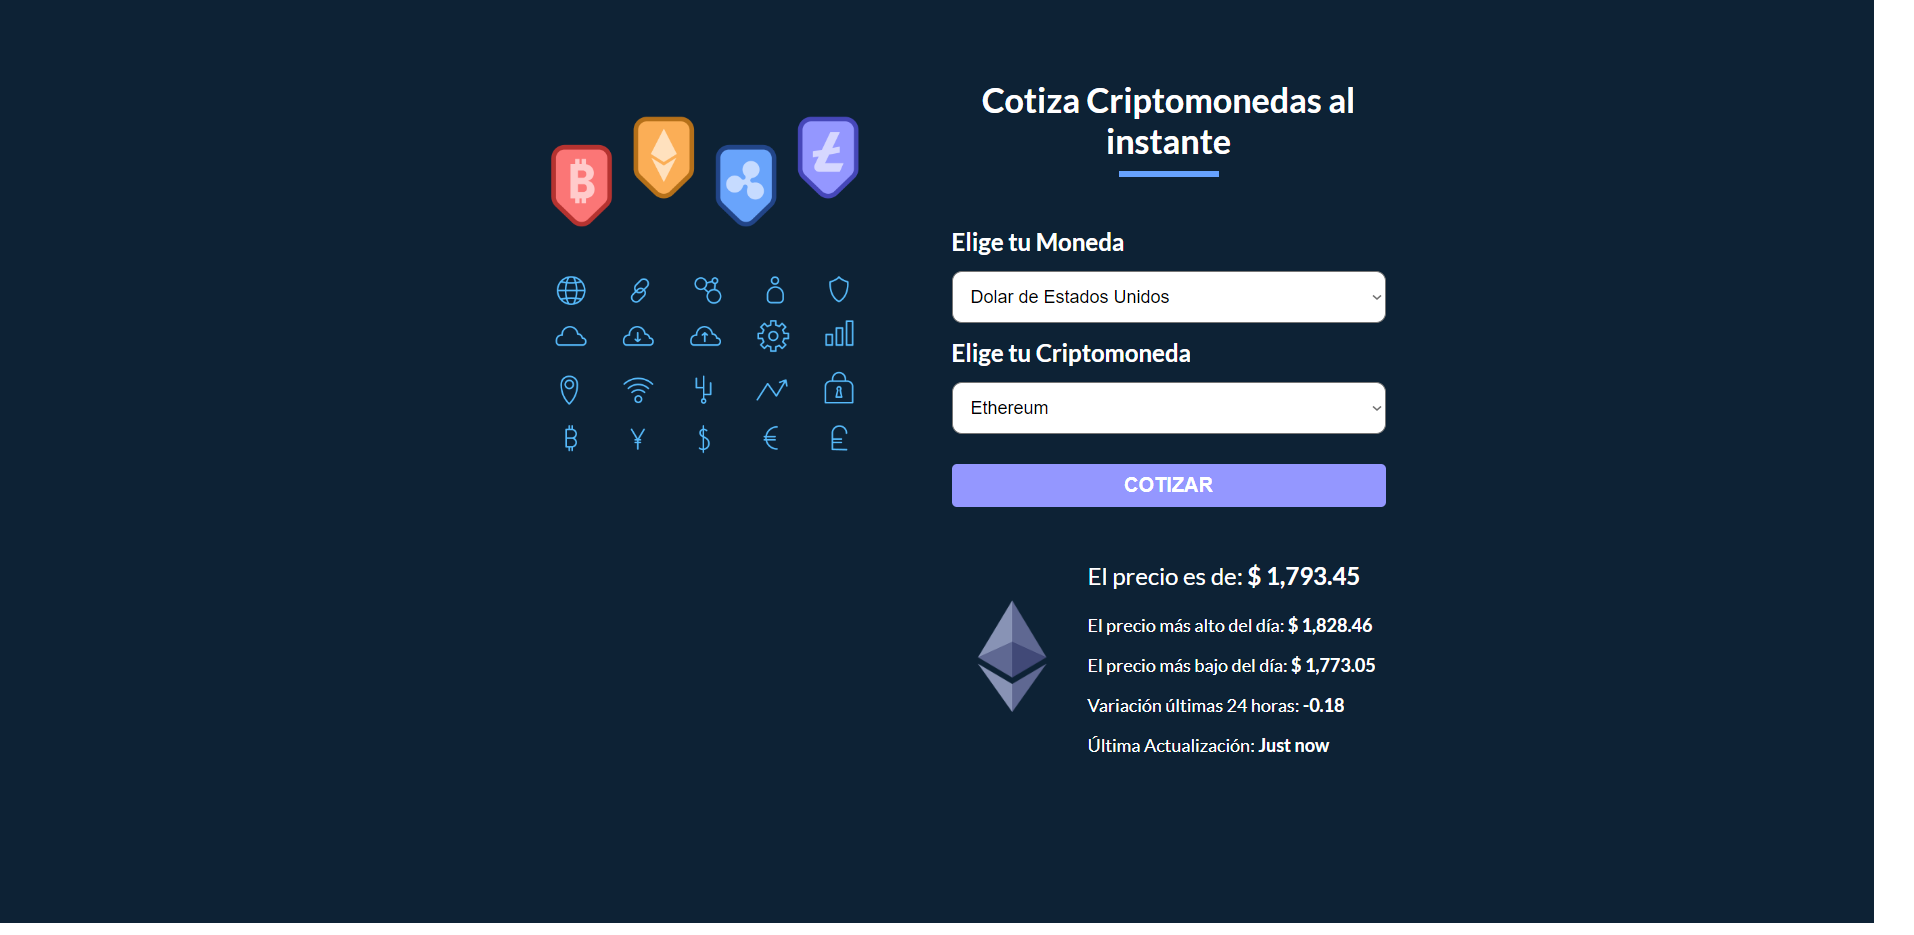 Cotiza Criptomonedas al
instante
Elige tu Moneda
Dolar de Estados Unidos
Elige tu Criptomoneda
Ethereum
COTIZAR
El precio es de: $ 1,793.45
El precio más alto del día: $ 1,828.46
El precio más bajo del día: $ 1,773.05
Variación últimas 24 horas: -0.18
Última Actualización: Just now